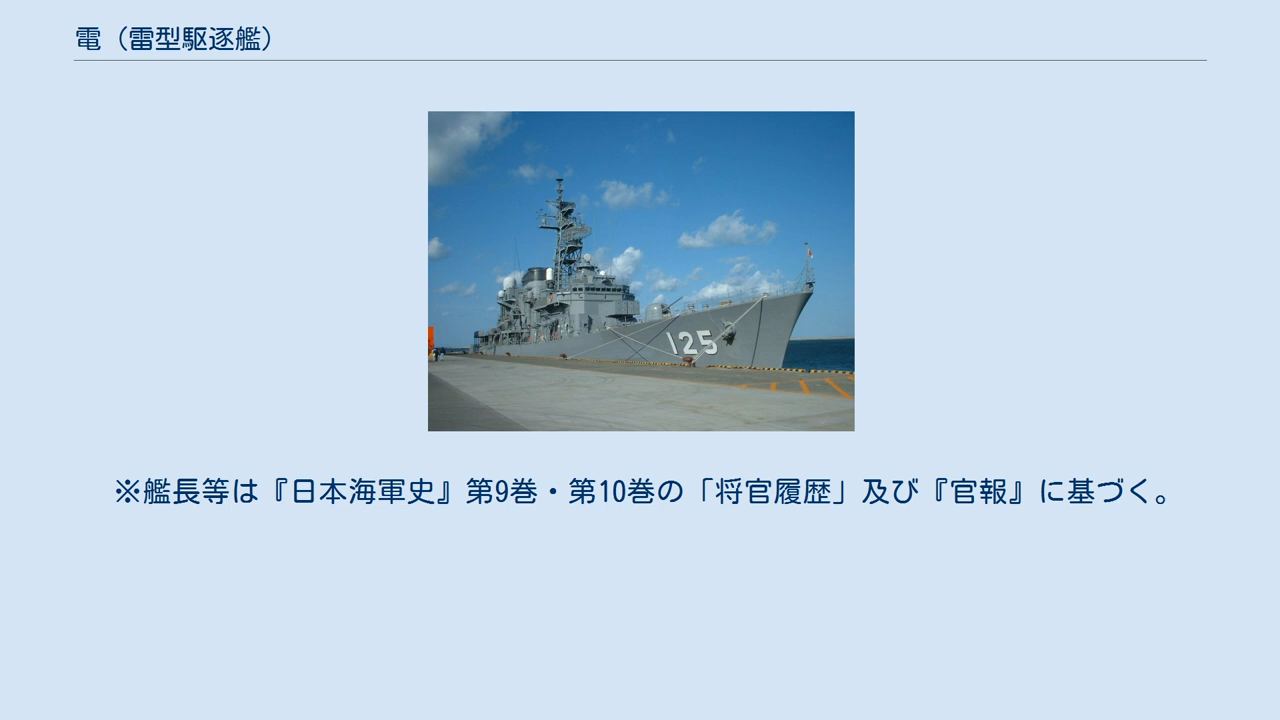 電（雷型駆逐艦）
125
※艦長等は『日本海軍史』第9巻・第10巻の「将官履歴」及び『官報』に基づく。